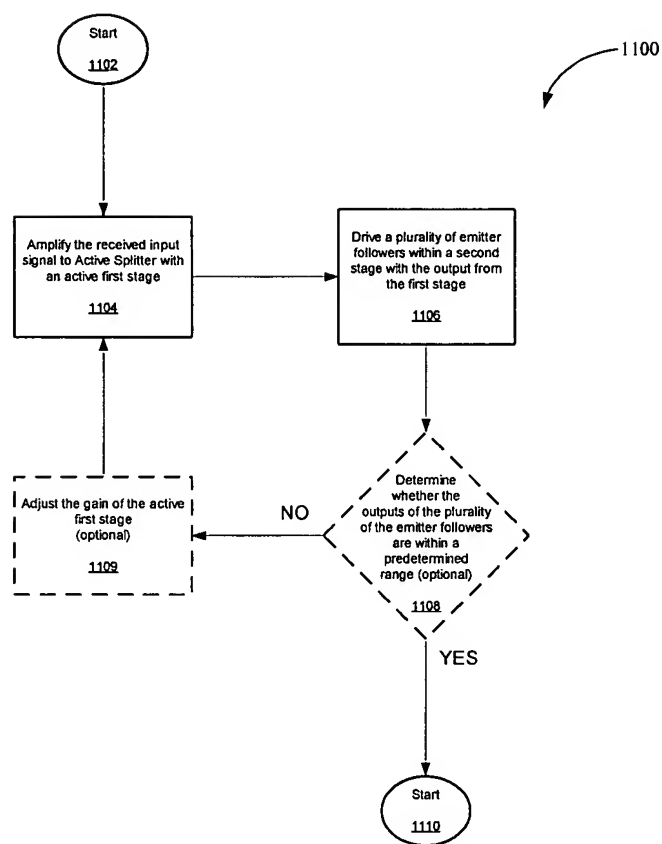 Start
1102
1100
Amplify the received input
signal to Active Splitter with
an active first stage
1104
Drive a plurality of emitter
followers within a second
stage with the output from
the first stage
1106
Determine
whether the
outputs of the plurality
of the emitter followers
are within a
predetermined
range (optional)
1108
NO
Adjust the gain of the active
first stage
(optional)
1109
YES
Start
1110